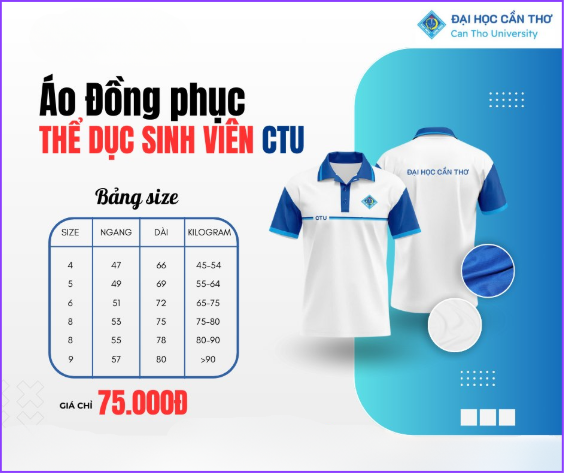 ĐẠI HỌC CẦN THƠ
Can Tho University
Áo Đồng phục
THỂ DỤC SINH VIÊN CTU
Bảng size
SIZE NGANG DÀI KILOGRAM
4 47 66 45-54
5 49 69 55-64
6 51 72 65-75
8 53 75 75-80
8 55 78 80-90
9 57 80 >90
GIÁ CHỈ 75.000Đ
CTU
ĐẠI HỌC CẦN THƠ